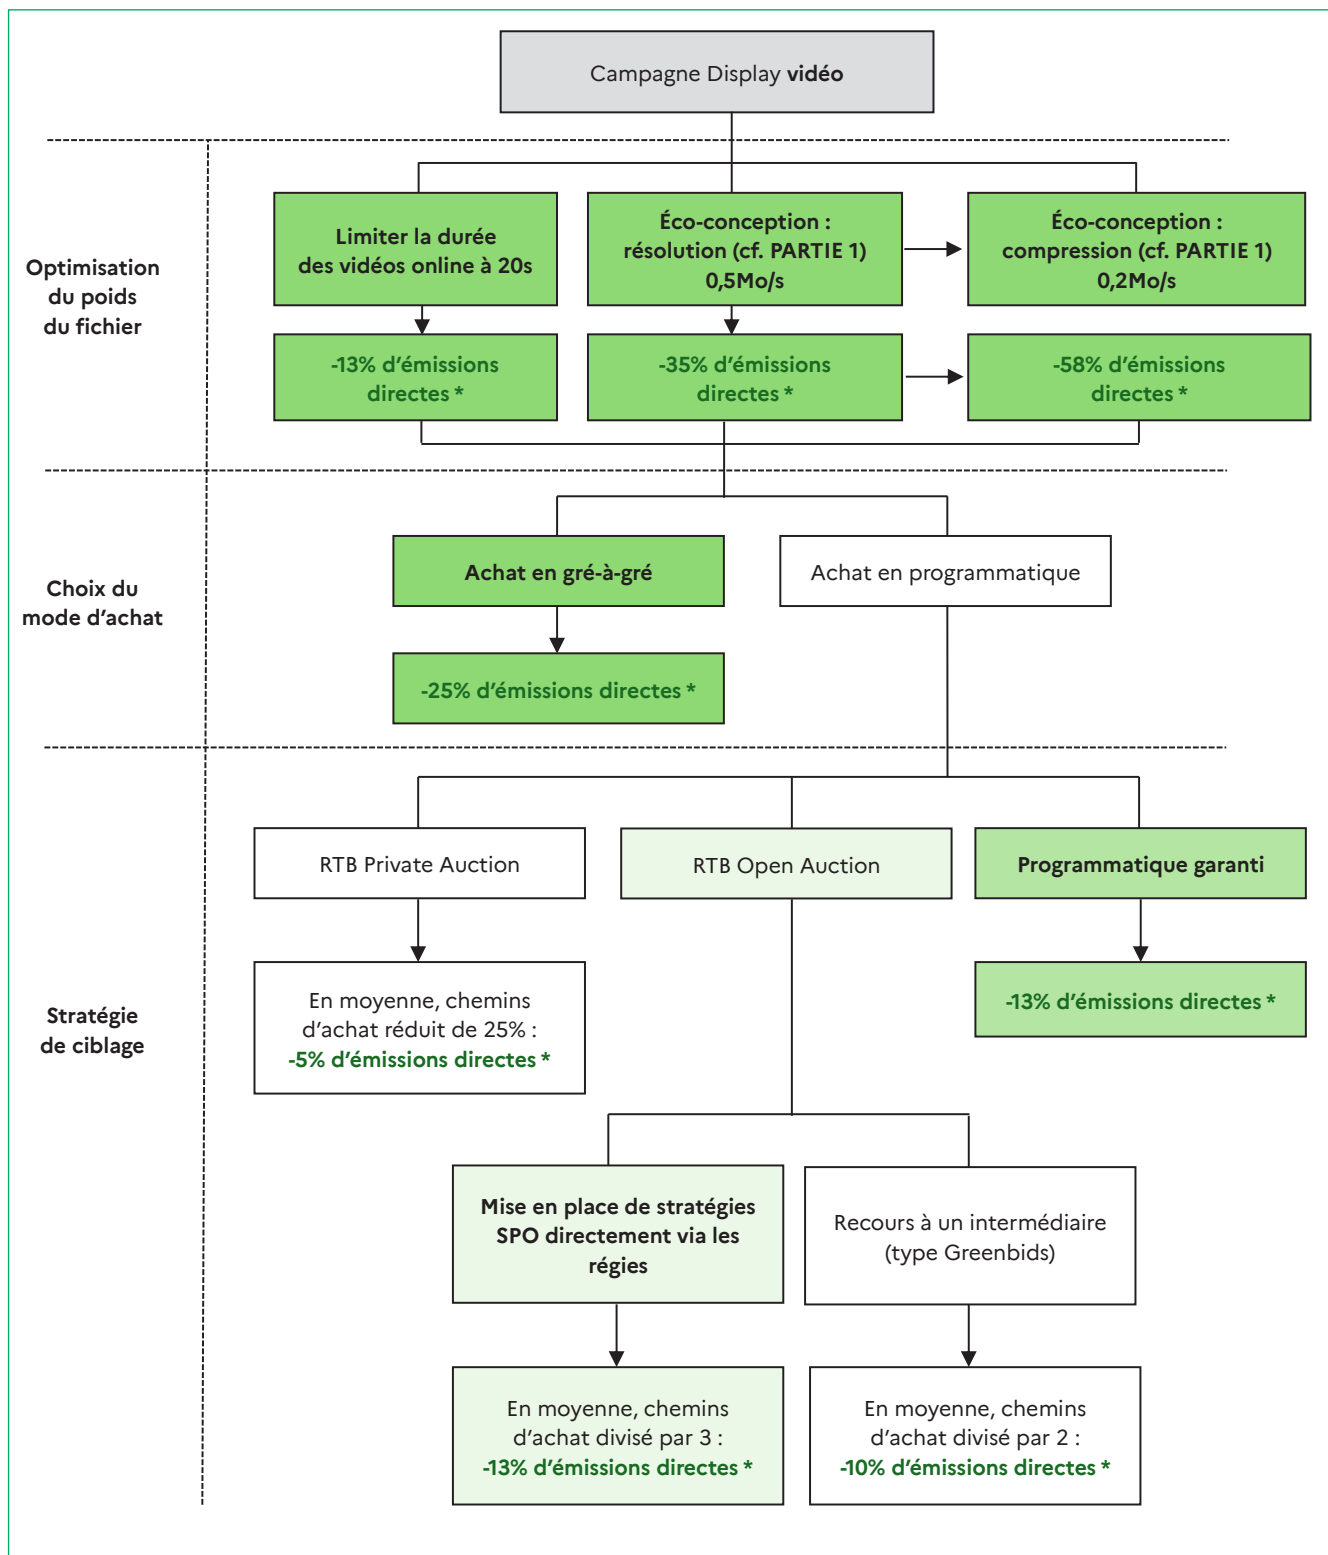 Campagne Display vidéo
Optimisation
du poids
du fichier
Limiter la durée
des vidéos online à 20s
Éco-conception :
résolution (cf. PARTIE 1)
0,5Mo/s
Éco-conception :
compression (cf. PARTIE 1)
0,2Mo/s
-13% d’émissions
directes *
-35% d’émissions
directes *
-58% d’émissions
directes *
Choix du
mode d’achat
Achat en gré-à-gré
Achat en programmatique
-25% d’émissions directes *
Stratégie
de ciblage
RTB Private Auction
RTB Open Auction
Programmatique garanti
En moyenne, chemins
d’achat réduit de 25% :
-5% d’émissions directes *
-13% d’émissions directes *
Mise en place de stratégies
SPO directement via les
régies
Recours à un intermédiaire
(type Greenbids)
En moyenne, chemins
d’achat divisé par 3 :
-13% d’émissions directes *
En moyenne, chemins
d’achat divisé par 2 :
-10% d’émissions directes *